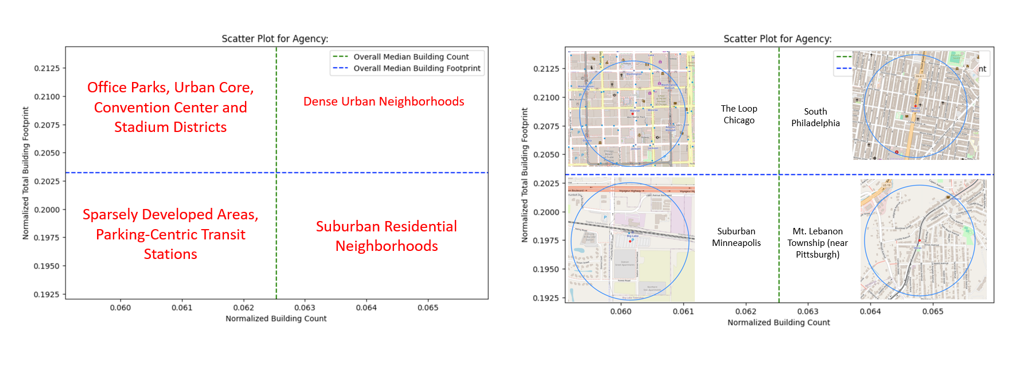 Scatter Plot for Agency:
Normalized Total Building Footprint
0.2125
0.2100
0.2075
0.2050
0.2025
0.2000
0.1975
0.1950
0.1925
Overall Median Building Count
Overall Median Building Footprint
Office Parks, Urban Core,
Convention Center and
Stadium Districts
Dense Urban Neighborhoods
Sparsely Developed Areas,
Parking-Centric Transit
Stations
Suburban Residential
Neighborhoods
0.060
0.061
0.062
0.063
0.064
0.065
Normalized Building Count
Scatter Plot for Agency:
Normalized Total Building Footprint
0.2125
0.2100
0.2075
0.2050
0.2025
0.2000
0.1975
0.1950
0.1925
The Loop
Chicago
South
Philadelphia
Suburban
Minneapolis
Mt. Lebanon
Township (near
Pittsburgh)
0.060
0.061
0.062
0.063
0.064
0.065
Normalized Building Count